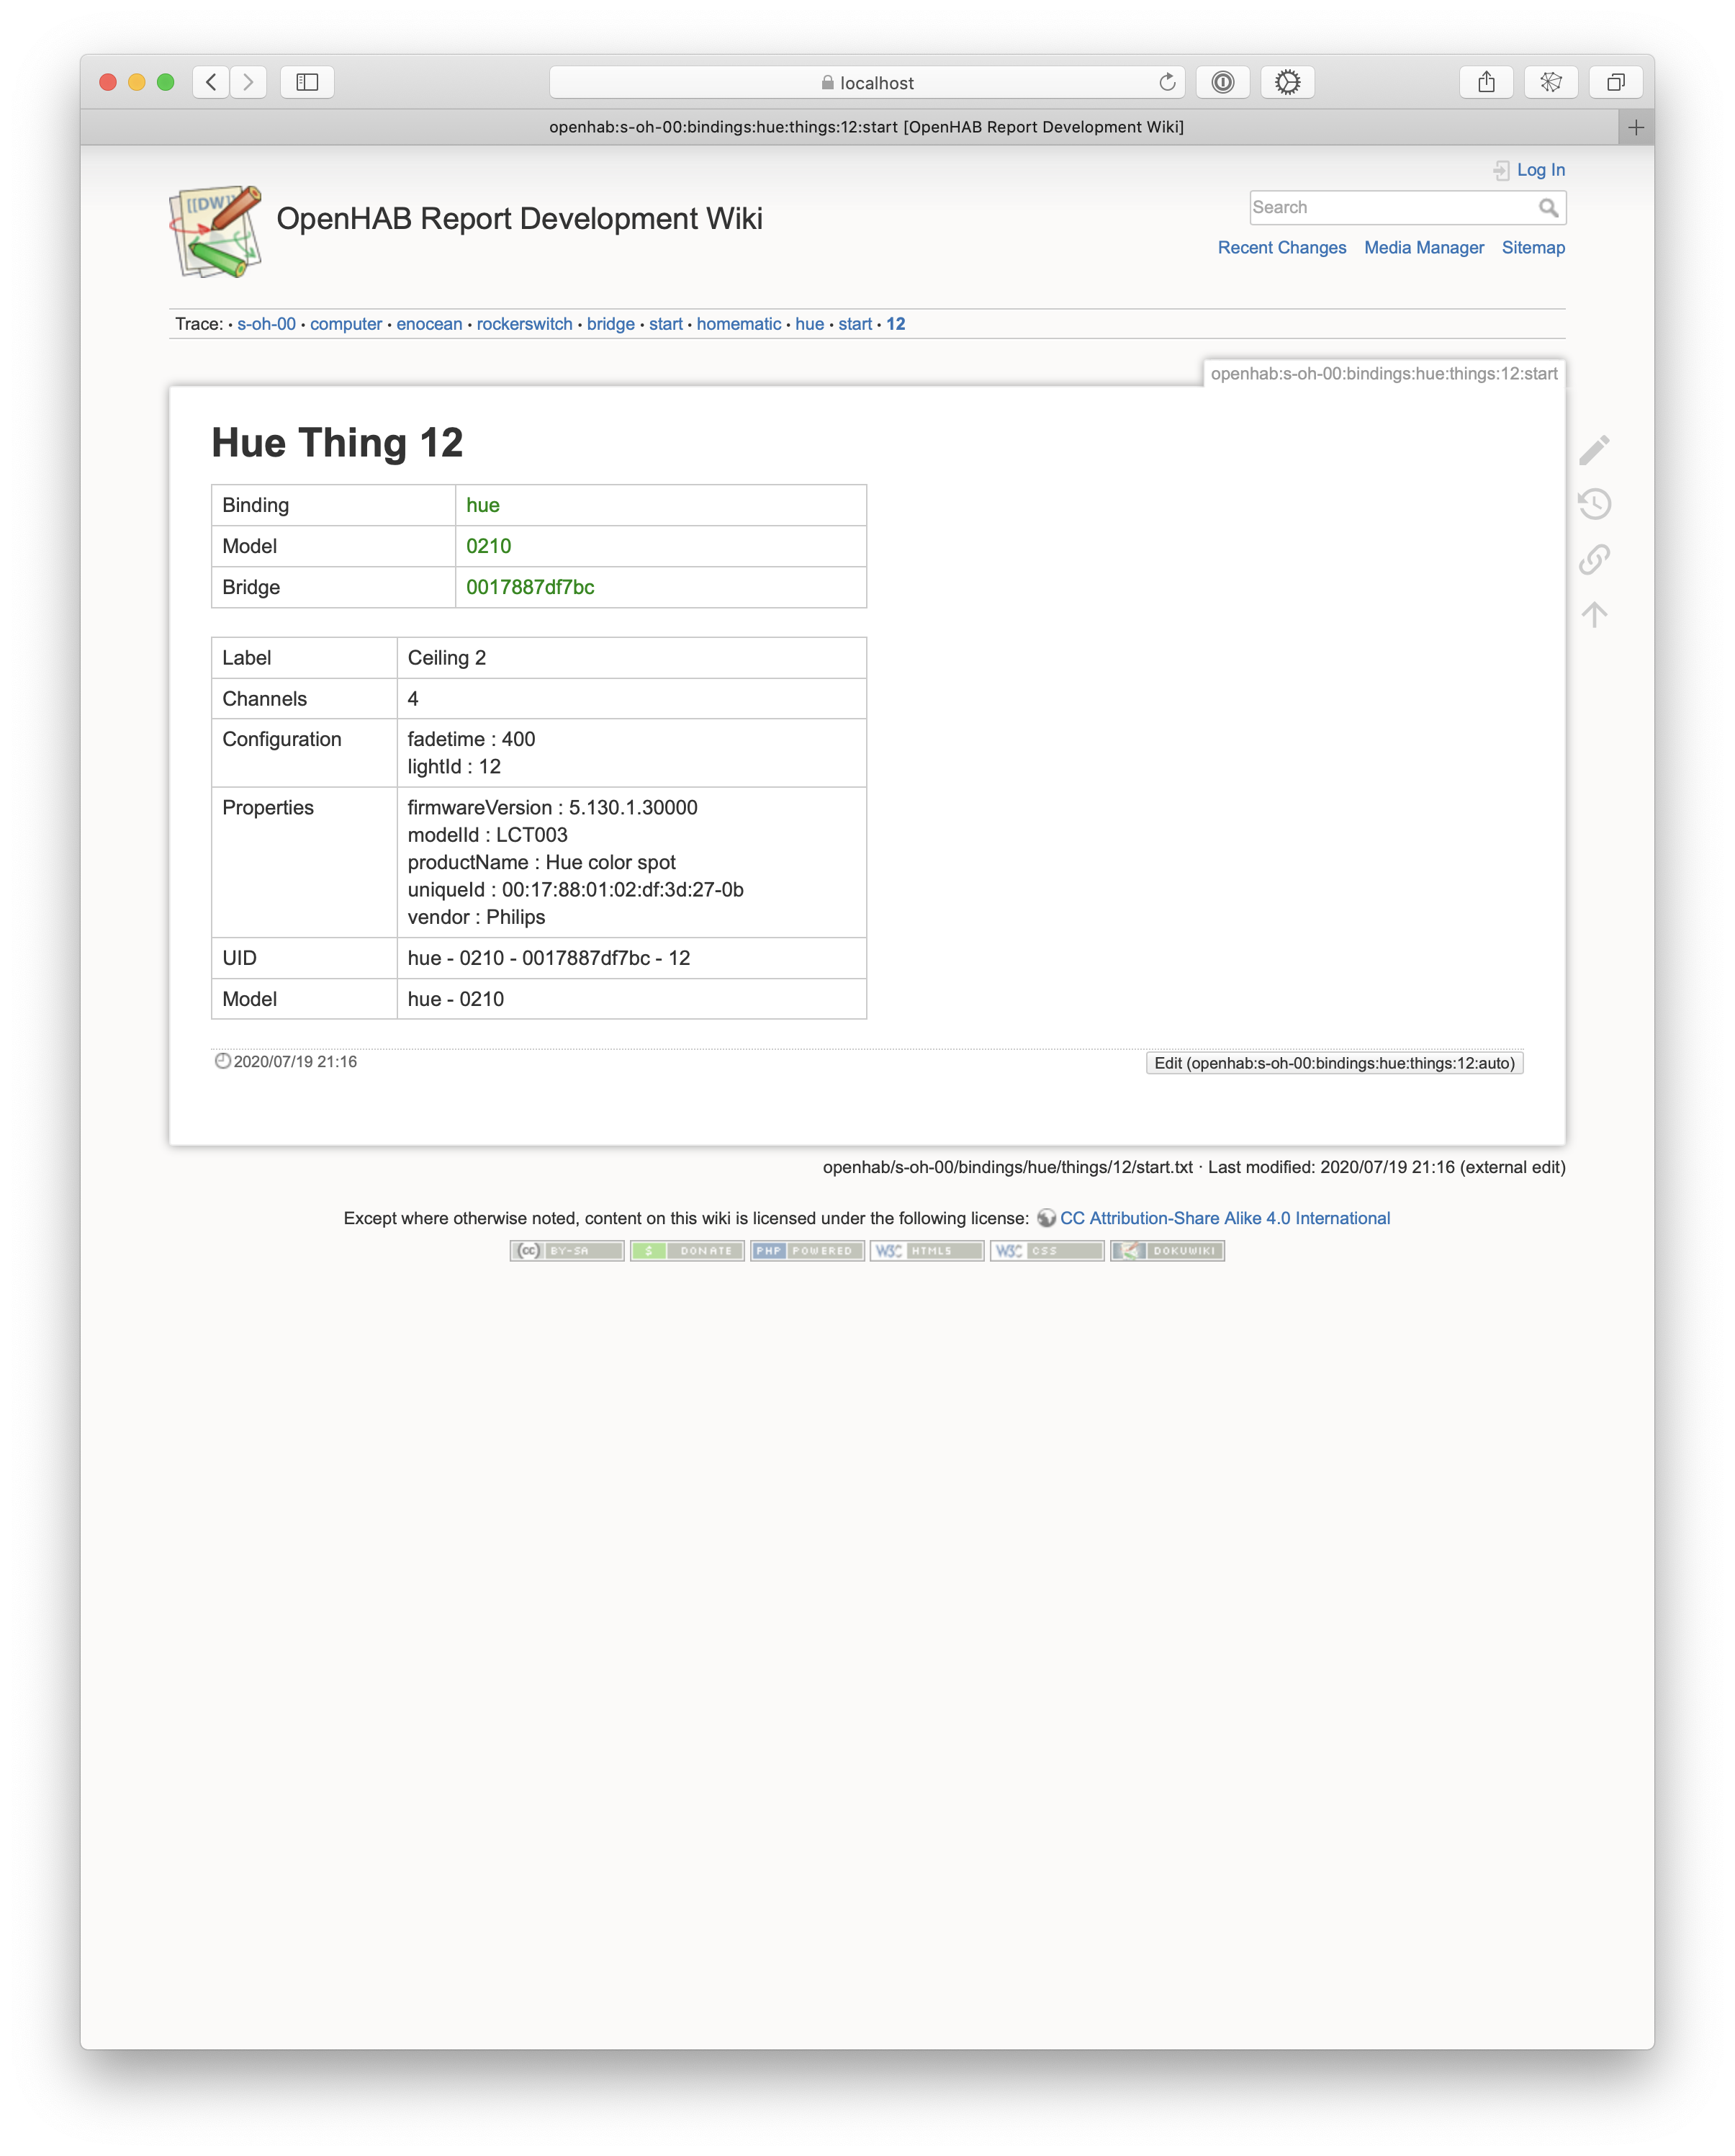 localhost
openhab:s-oh-00:bindings:hue:things:12:start [OpenHAB Report Development Wiki]
Log In
[[DW]]
OpenHAB Report Development Wiki
Search
Recent Changes Media Manager Sitemap
Trace: • s-oh-00 • computer • enocean • rockerswitch • bridge • start • homematic • hue • start • 12
openhab:s-oh-00:bindings:hue:things:12:start
Hue Thing 12
Binding hue
Model 0210
Bridge 0017887df7bc
Label Ceiling 2
Channels 4
Configuration fadetime : 400
lightId : 12
Properties firmwareVersion : 5.130.1.30000
modelId : LCT003
productName : Hue color spot
uniqueId : 00:17:88:01:02:df:3d:27-0b
vendor : Philips
UID hue - 0210 - 0017887df7bc - 12
Model hue - 0210
2020/07/19 21:16 Edit (openhab:s-oh-00:bindings:hue:things:12:auto)
openhab/s-oh-00/bindings/hue/things/12/start.txt · Last modified: 2020/07/19 21:16 (external edit)
Except where otherwise noted, content on this wiki is licensed under the following license: CC Attribution-Share Alike 4.0 International
(cc) BY-SA $ DONATE PHP POWERED W3C HTML5 W3C CSS DOKUWIKI